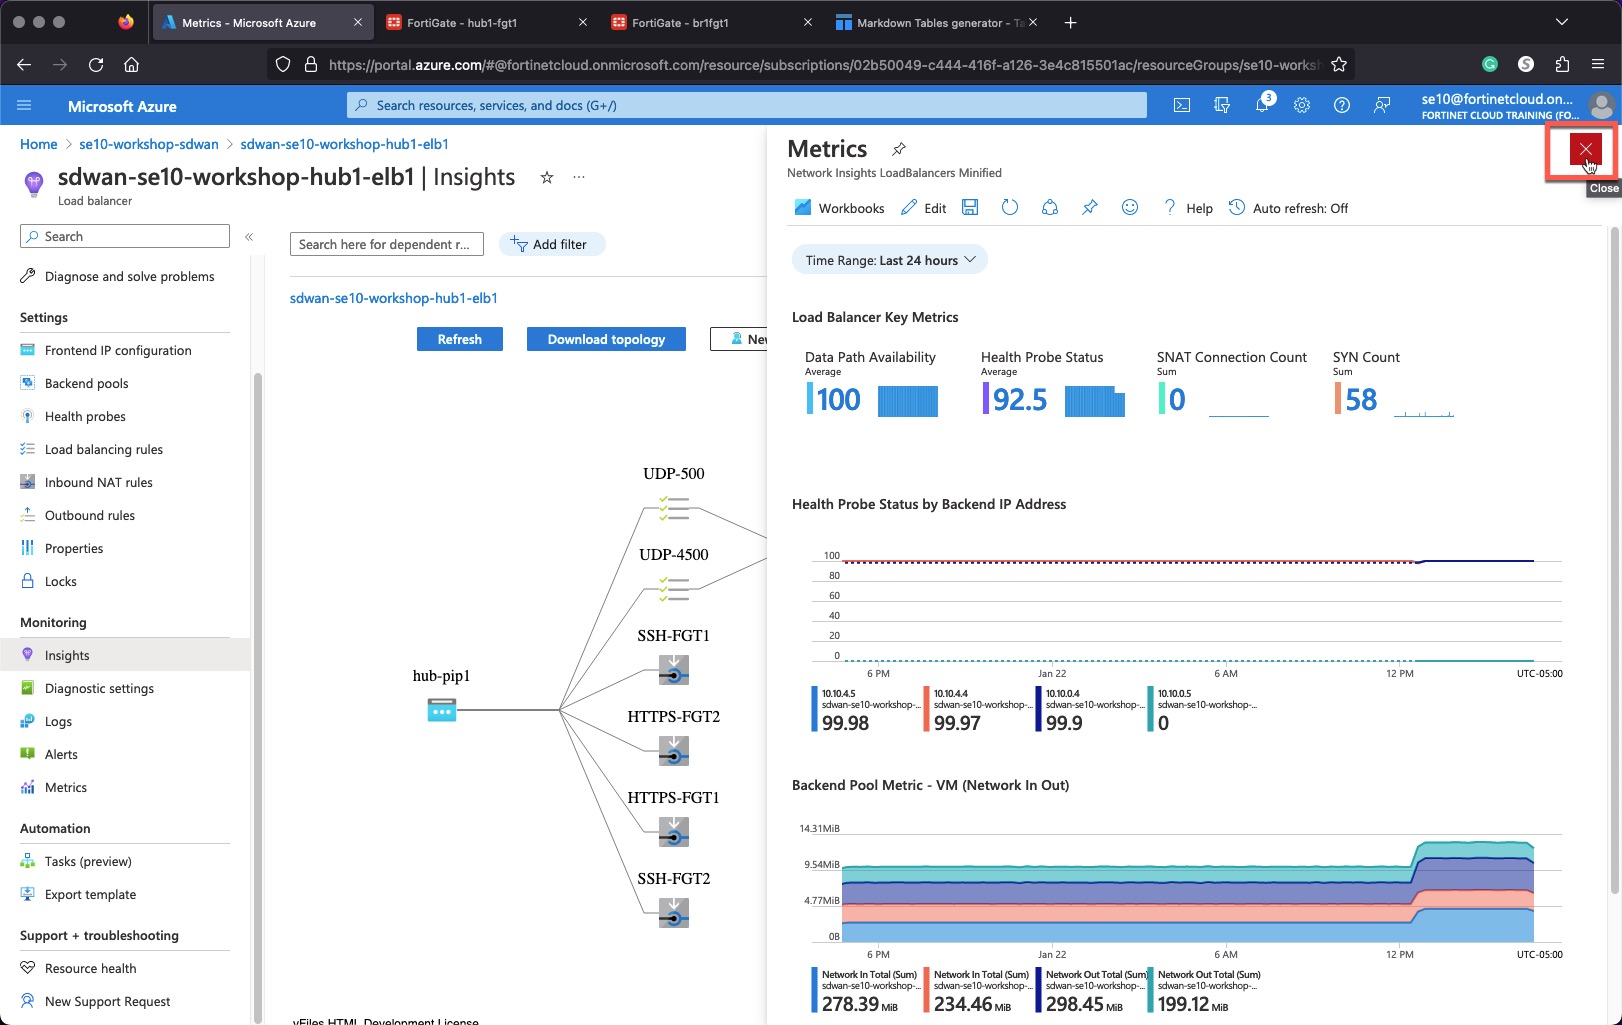 Metrics - Microsoft Azure
FortiGate - hub1-fgt1
FortiGate - br1fgt1
Markdown Tables generator - Ta
https://portal.azure.com/#@fortinetcloud.onmicrosoft.com/resource/subscriptions/02b50049-c444-416f-a126-3e4c815501ac/resourceGroups/se10-worksh
Microsoft Azure
Search resources, services, and docs (G+/)
3
se10@fortinetcloud.on...
FORTINET CLOUD TRAINING (FO...
Home > se10-workshop-sdwan > sdwan-se10-workshop-hub1-elb1
sdwan-se10-workshop-hub1-elb1 | Insights
Load balancer
Search
Diagnose and solve problems
Settings
Frontend IP configuration
Backend pools
Health probes
Load balancing rules
Inbound NAT rules
Outbound rules
Properties
Locks
Monitoring
Insights
Diagnostic settings
Logs
Alerts
Metrics
Automation
Tasks (preview)
Export template
Support + troubleshooting
Resource health
New Support Request
Search here for dependent r...
Add filter
sdwan-se10-workshop-hub1-elb1
Refresh
Download topology
New
UDP-500
UDP-4500
SSH-FGT1
hub-pip1
HTTPS-FGT2
HTTPS-FGT1
SSH-FGT2
yFiles HTML Development License
Metrics
Network Insights LoadBalancers Minified
Close
Workbooks Edit Help Auto refresh: Off
Time Range: Last 24 hours
Load Balancer Key Metrics
Data Path Availability
Average
100
Health Probe Status
Average
92.5
SNAT Connection Count
Sum
0
SYN Count
Sum
58
Health Probe Status by Backend IP Address
100
80
60
40
20
0
6 PM Jan 22 6 AM 12 PM UTC-05:00
10.10.4.5
sdwan-se10-workshop-...
99.98
10.10.4.4
sdwan-se10-workshop-...
99.97
10.10.0.4
sdwan-se10-workshop-...
99.9
10.10.0.5
sdwan-se10-workshop-...
0
Backend Pool Metric - VM (Network In Out)
14.31MiB
9.54MiB
4.77MiB
0B
6 PM Jan 22 6 AM 12 PM UTC-05:00
Network In Total (Sum)
sdwan-se10-workshop-...
278.39 MiB
Network In Total (Sum)
sdwan-se10-workshop-...
234.46 MiB
Network Out Total (Sum)
sdwan-se10-workshop-...
298.45 MiB
Network Out Total (Sum)
sdwan-se10-workshop-...
199.12 MiB